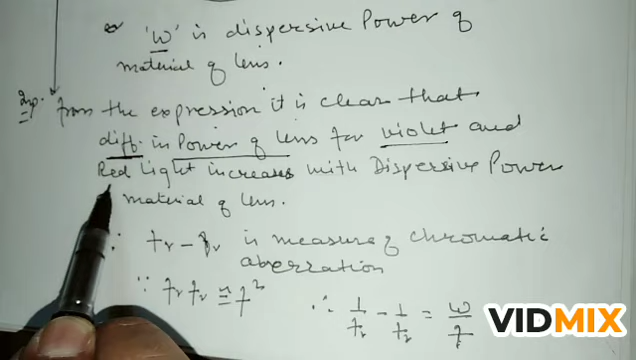 'ω' is dispersive Power of
material of lens.
Imp. from the expression it is clear that
diff. in Power of lens for violet and
Red light increases with Dispersive Power
material of lens.
∵ fr - fv is measure of chromatic
aberration
∵ fr fv ≅ f²
∴ 1/fv - 1/fr = ω/f
VIDMIX